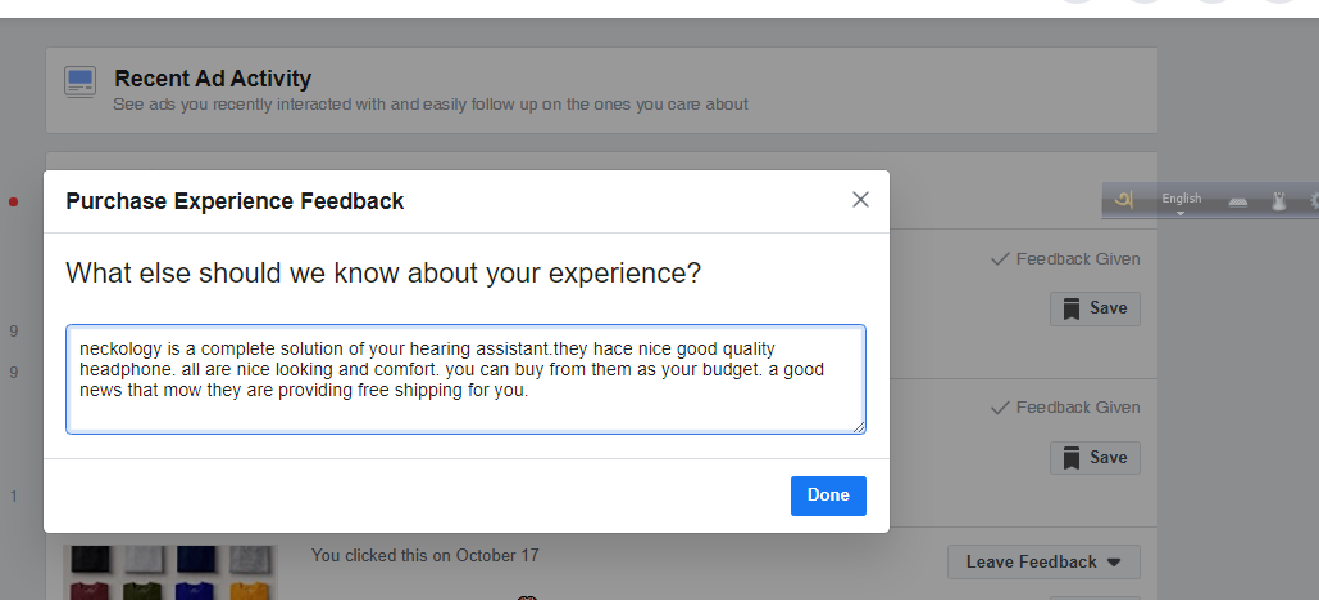 Recent Ad Activity
See ads you recently interacted with and easily follow up on the ones you care about
Purchase Experience Feedback
English
What else should we know about your experience?
Feedback Given
Save
9
neckology is a complete solution of your hearing assistant.they hace nice good quality
headphone. all are nice looking and comfort. you can buy from them as your budget. a good
news that mow they are providing free shipping for you.
9
Feedback Given
Save
1
Done
You clicked this on October 17
Leave Feedback